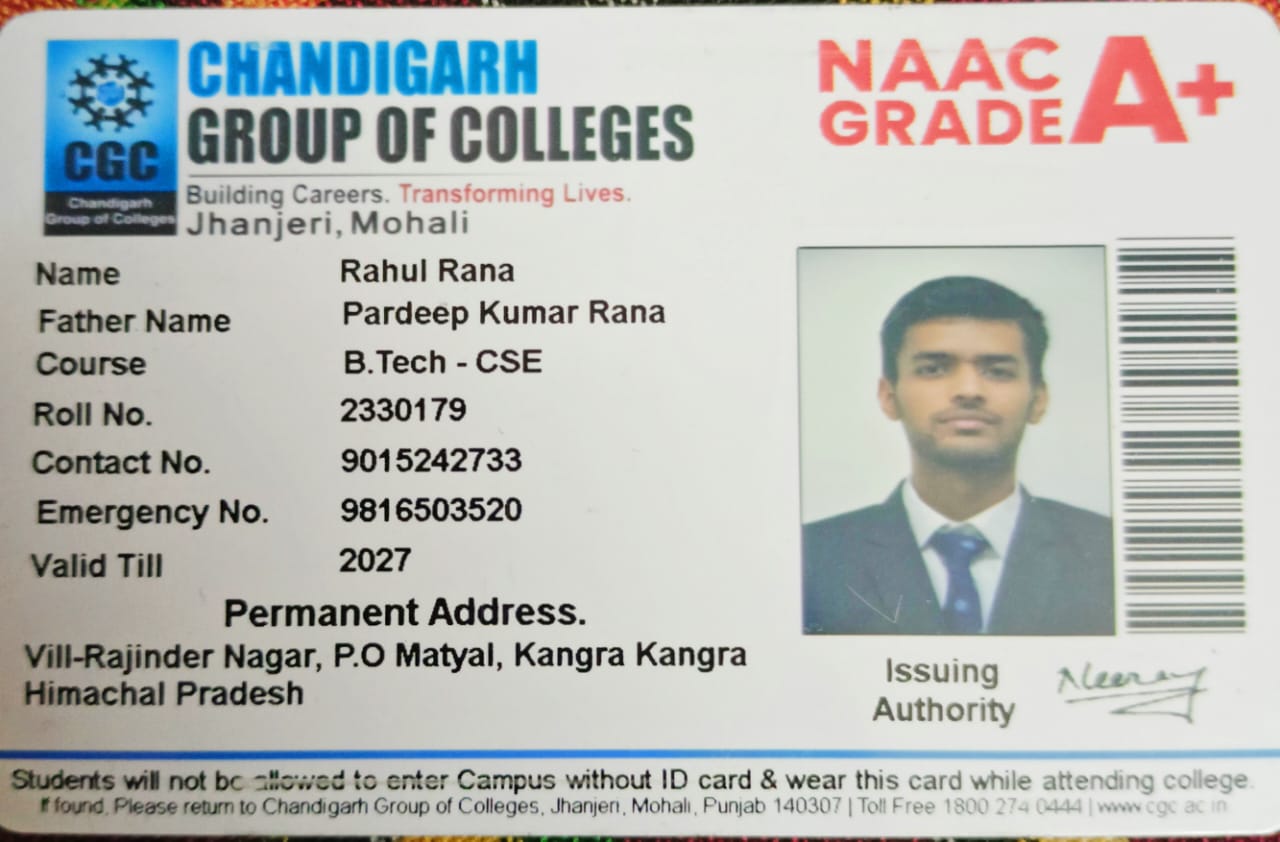 CHANDIGARH
GROUP OF COLLEGES
Building Careers. Transforming Lives.
Jhanjeri, Mohali
CGC
Chandigarh
Group of Colleges
NAAC
GRADE A+
Name Rahul Rana
Father Name Pardeep Kumar Rana
Course B.Tech - CSE
Roll No. 2330179
Contact No. 9015242733
Emergency No. 9816503520
Valid Till 2027
Permanent Address.
Vill-Rajinder Nagar, P.O Matyal, Kangra Kangra
Himachal Pradesh
Issuing
Authority
Students will not be allowed to enter Campus without ID card & wear this card while attending college.
If found, Please return to Chandigarh Group of Colleges, Jhanjeri, Mohali, Punjab 140307 | Toll Free 1800 274 0444 | www.cgc.ac.in